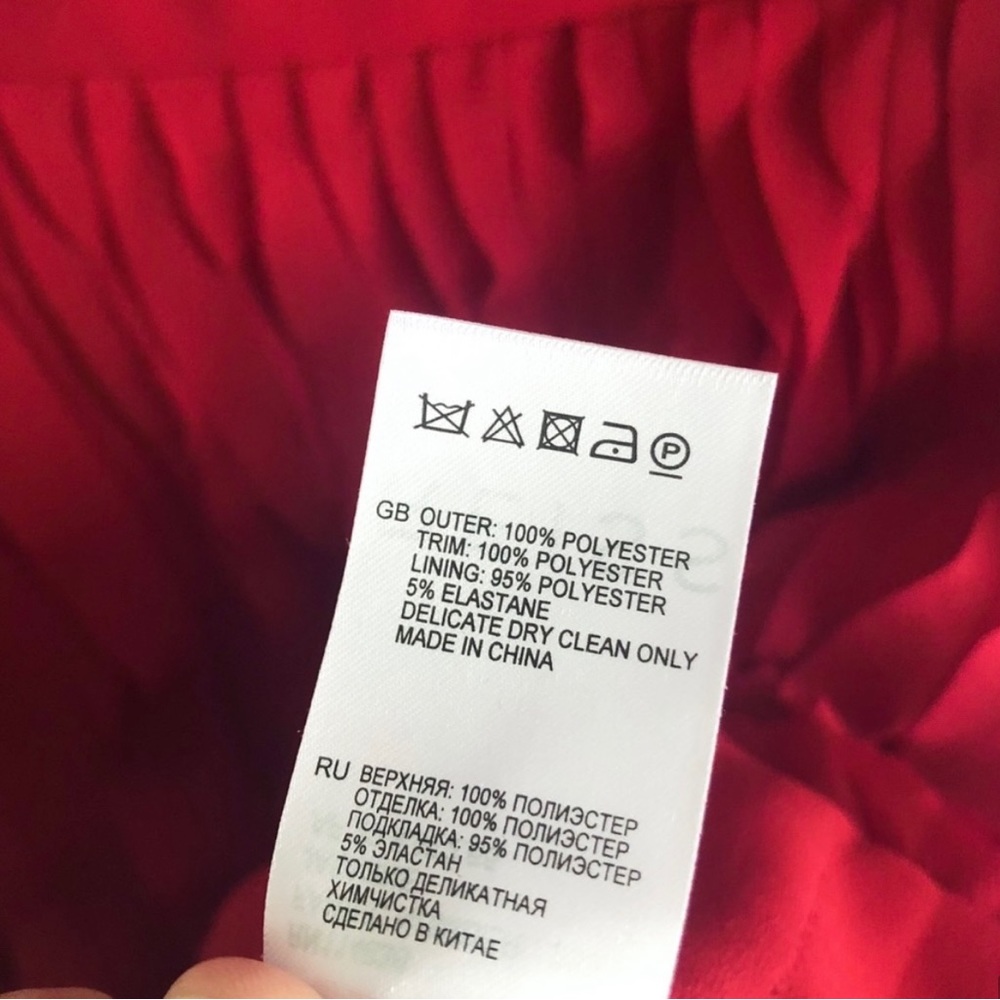 P
GB OUTER: 100% POLYESTER
TRIM: 100% POLYESTER
LINING: 95% POLYESTER
5% ELASTANE
DELICATE DRY CLEAN ONLY
MADE IN CHINA
RU ВЕРХНЯЯ: 100% ПОЛИЭСТЕР
ОТДЕЛКА: 100% ПОЛИЭСТЕР
ПОДКЛАДКА: 95% ПОЛИЭСТЕР
5% ЭЛАСТАН
ТОЛЬКО ДЕЛИКАТНАЯ
ХИМЧИСТКА
СДЕЛАНО В КИТАЕ